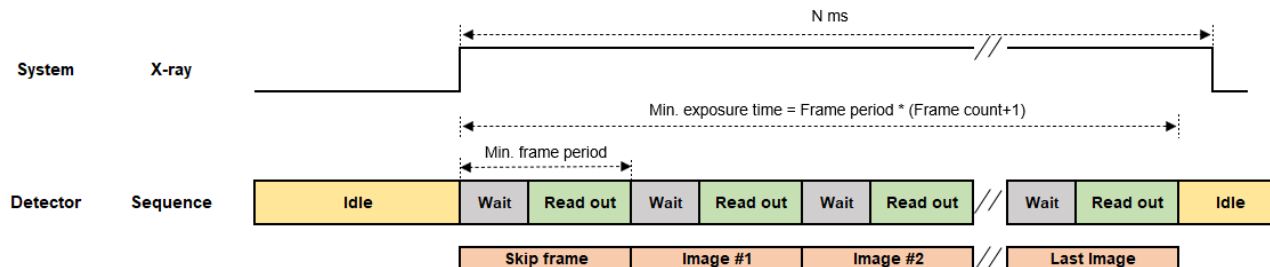 N ms
System X-ray
Min. exposure time = Frame period * (Frame count+1)
Min. frame period
Detector Sequence Idle Wait Read out Wait Read out Wait Read out Wait Read out Idle
Skip frame Image #1 Image #2 Last Image